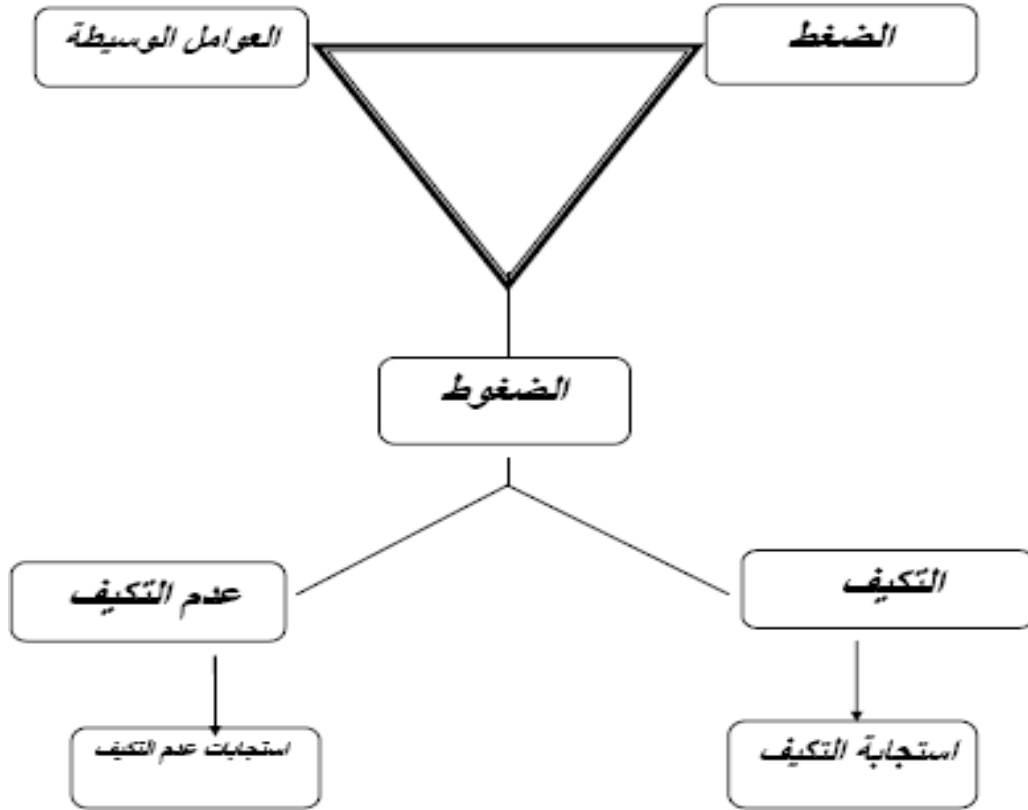 الضغط
العوامل الوسيطة
الضغوط
التكيف
عدم التكيف
استجابة التكيف
استجابات عدم التكيف